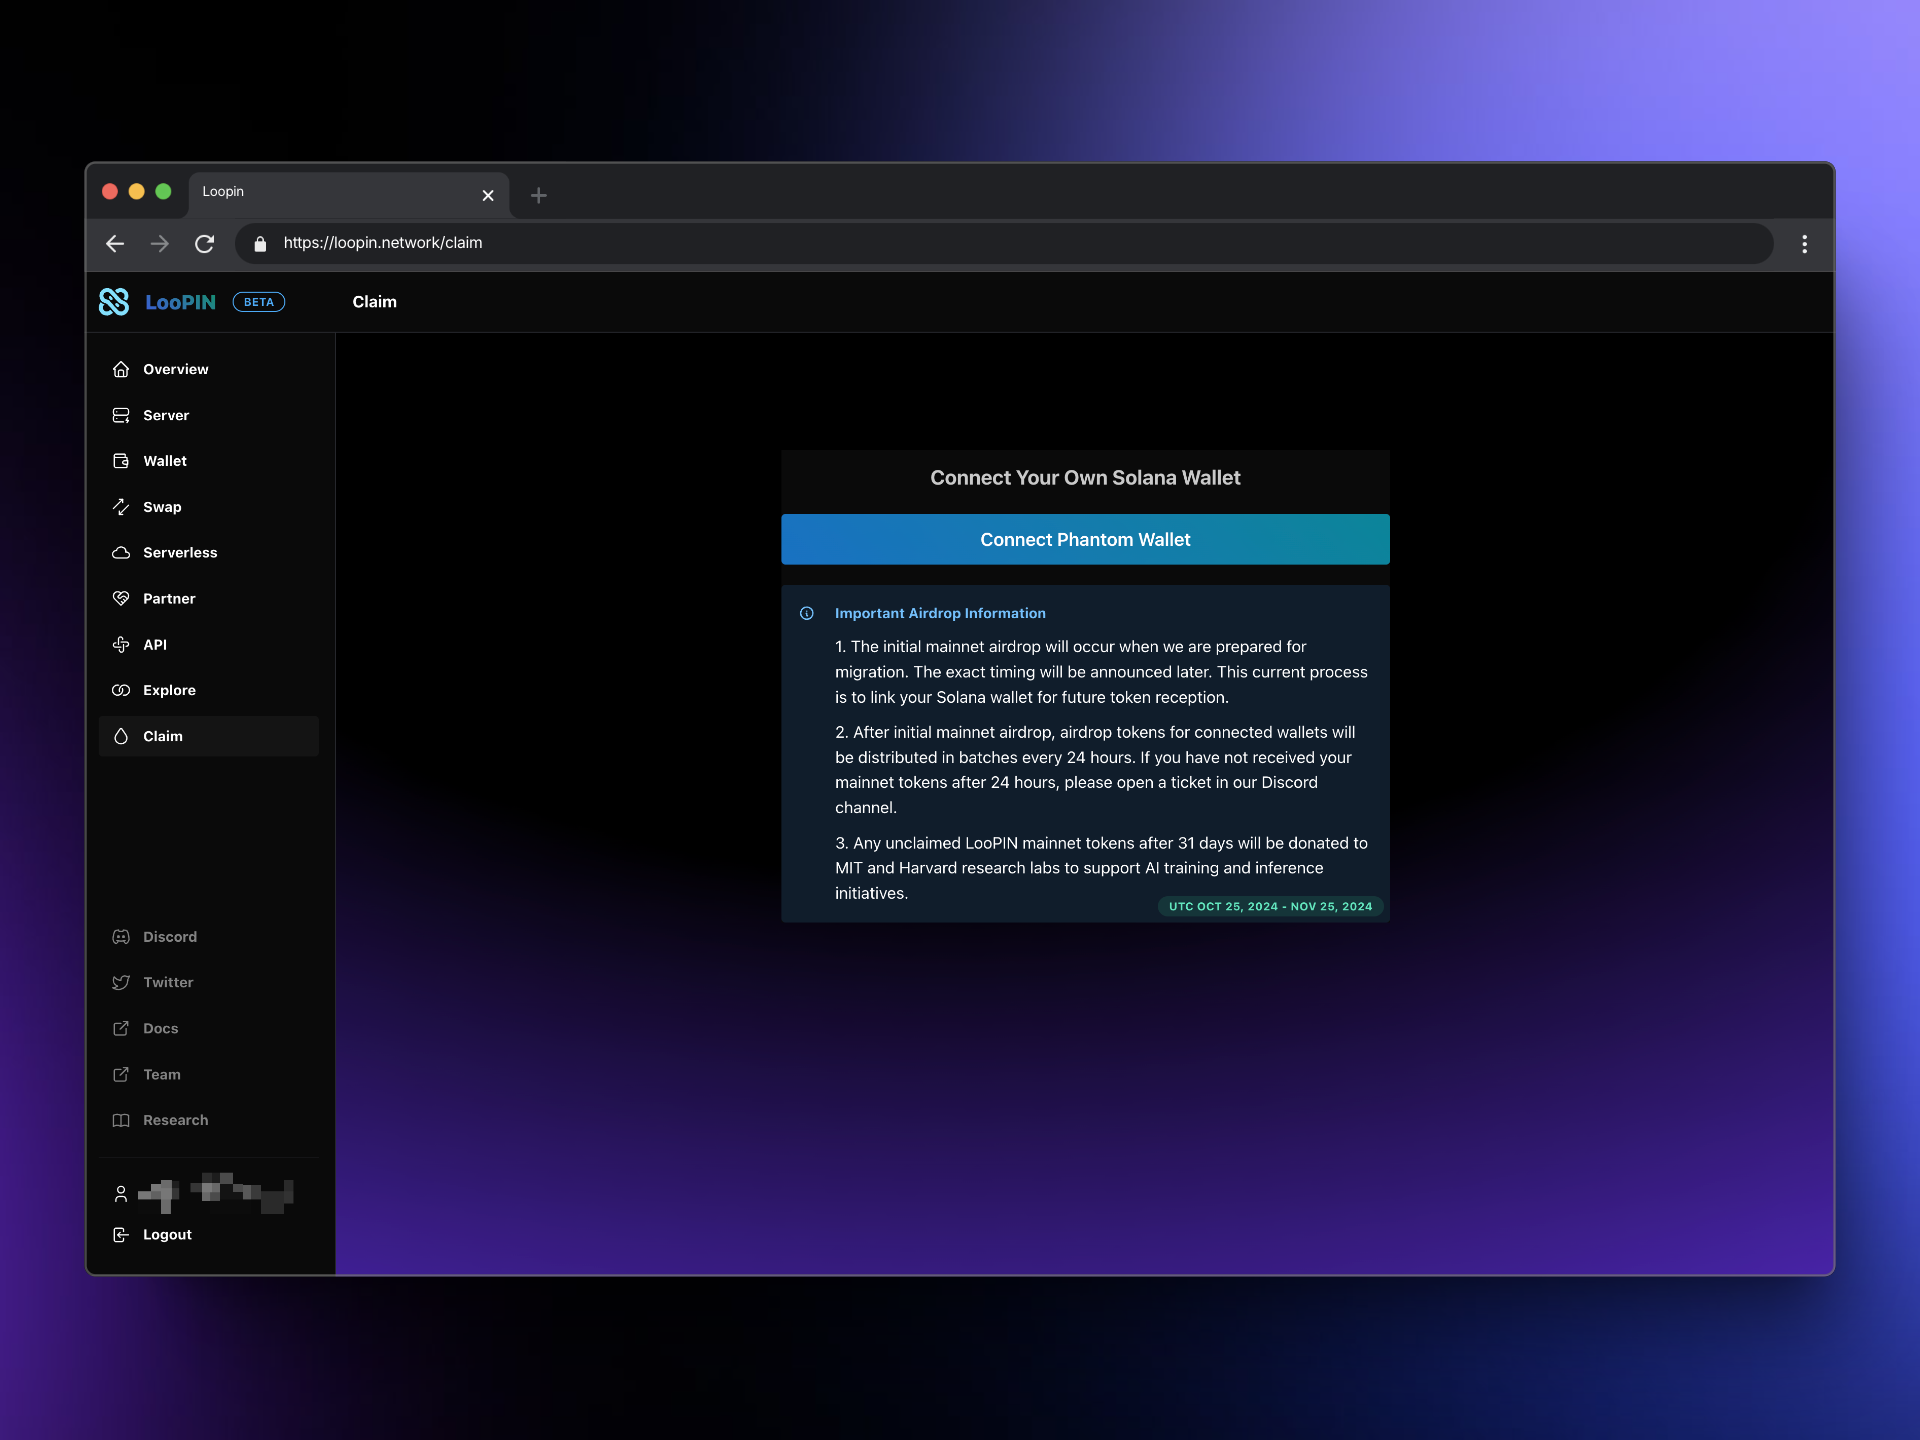 Loopin
https://loopin.network/claim
LooPIN
BETA
Claim
Overview
Server
Wallet
Swap
Serverless
Partner
API
Explore
Claim
Discord
Twitter
Docs
Team
Research
Logout
Connect Your Own Solana Wallet
Connect Phantom Wallet
Important Airdrop Information
1. The initial mainnet airdrop will occur when we are prepared for
migration. The exact timing will be announced later. This current process
is to link your Solana wallet for future token reception.
2. After initial mainnet airdrop, airdrop tokens for connected wallets will
be distributed in batches every 24 hours. If you have not received your
mainnet tokens after 24 hours, please open a ticket in our Discord
channel.
3. Any unclaimed LooPIN mainnet tokens after 31 days will be donated to
MIT and Harvard research labs to support AI training and inference
initiatives.
UTC OCT 25, 2024 - NOV 25, 2024